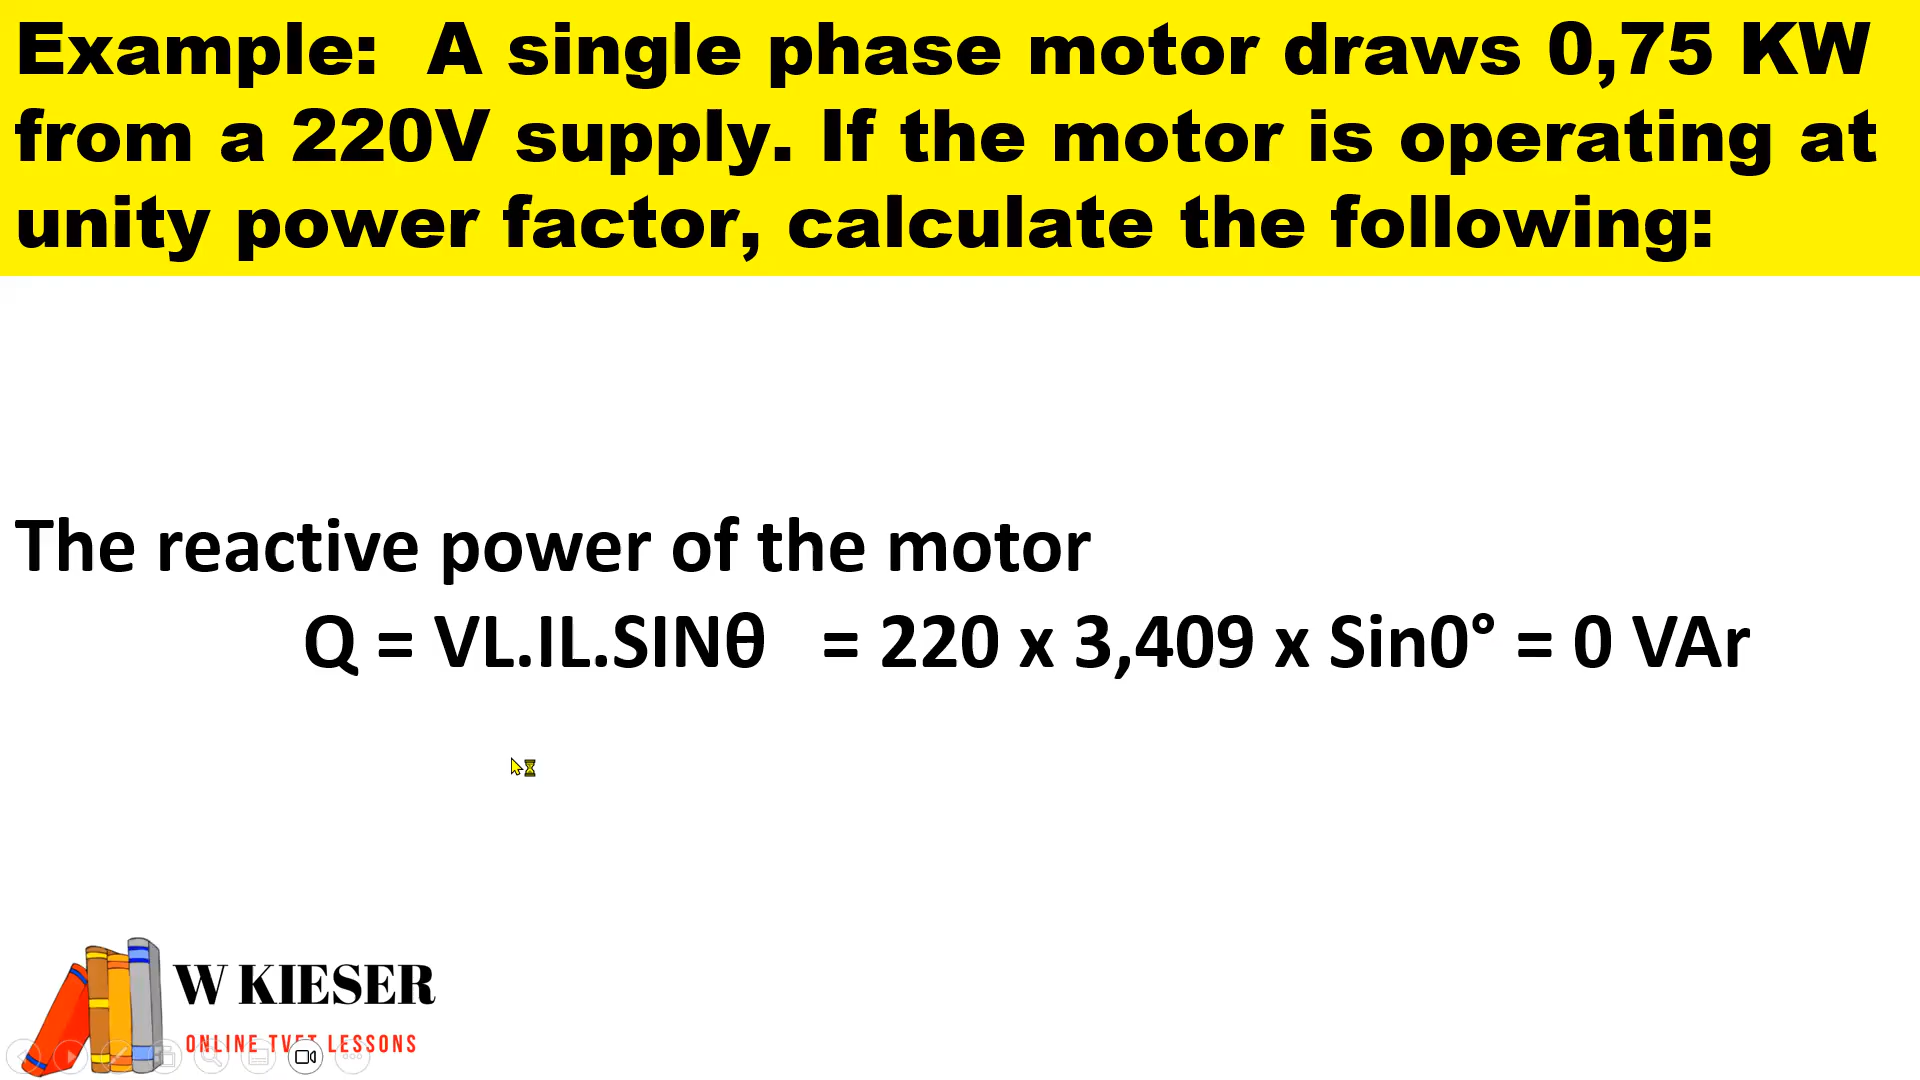 Example:  A single phase motor draws 0,75 KW
from a 220V supply. If the motor is operating at
unity power factor, calculate the following:
The reactive power of the motor
Q = VL.IL.SINθ   = 220 x 3,409 x Sin0° = 0 VAr
W KIESER
ONLINE TVET LESSONS